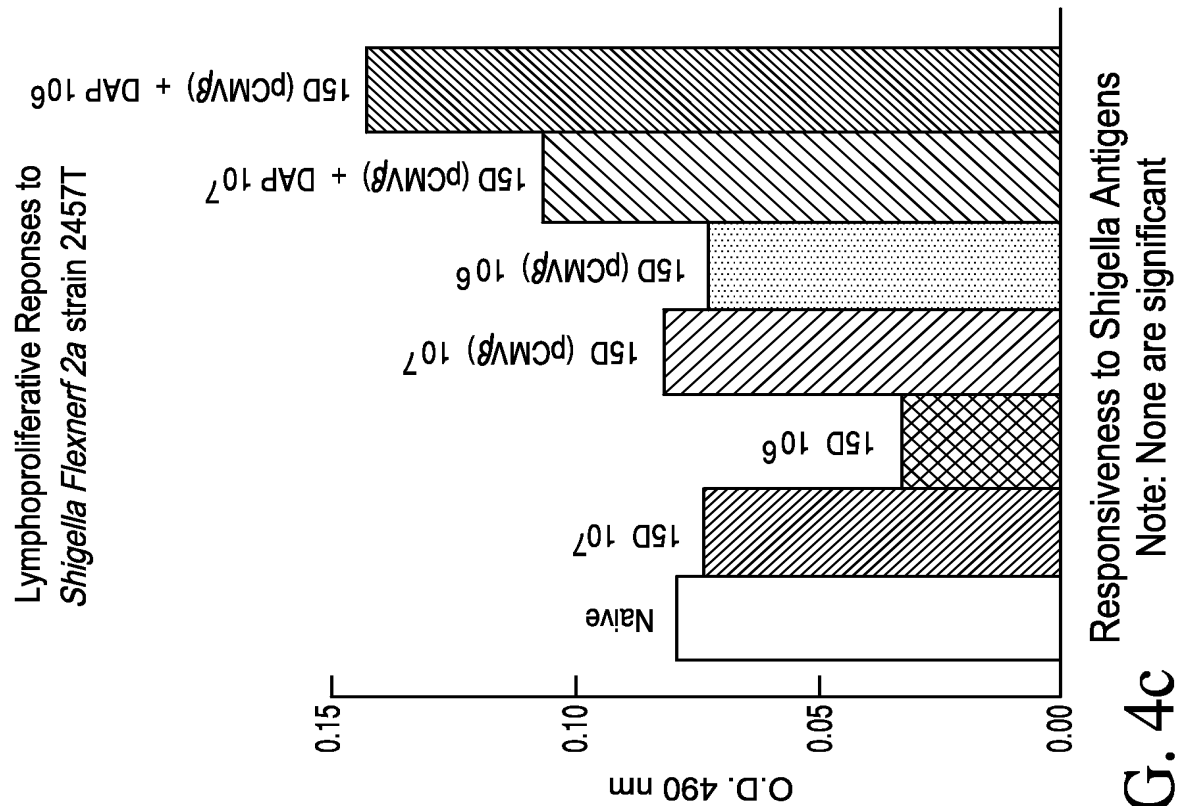 Lymphoproliferative Reponses to
Shigella Flexnerf 2a strain 2457T
O.D. 490 nm
0.15
0.10
0.05
0.00
Naive
15D 10⁷
15D 10⁶
15D (pCMVβ) 10⁷
15D (pCMVβ) 10⁶
15D (pCMVβ) + DAP 10⁷
15D (pCMVβ) + DAP 10⁶
Responsiveness to Shigella Antigens
Note: None are significant
G. 4c